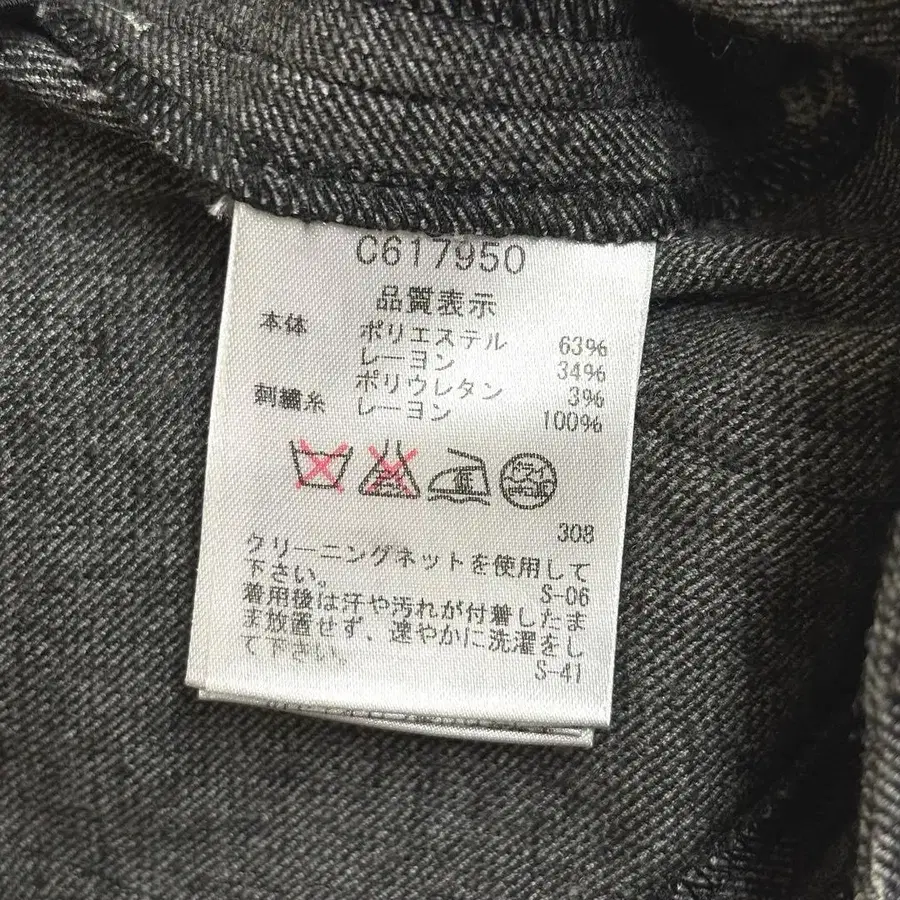 C617950
品質表示
本体 ポリエステル 63%
レーヨン 34%
ポリウレタン 3%
刺繍糸 レーヨン 100%
ドライ
308
クリーニングネットを使用して
下さい。
S-06
着用後は汗や汚れが付着したま
ま放置せず、速やかに洗濯をし
て下さい。
S-41